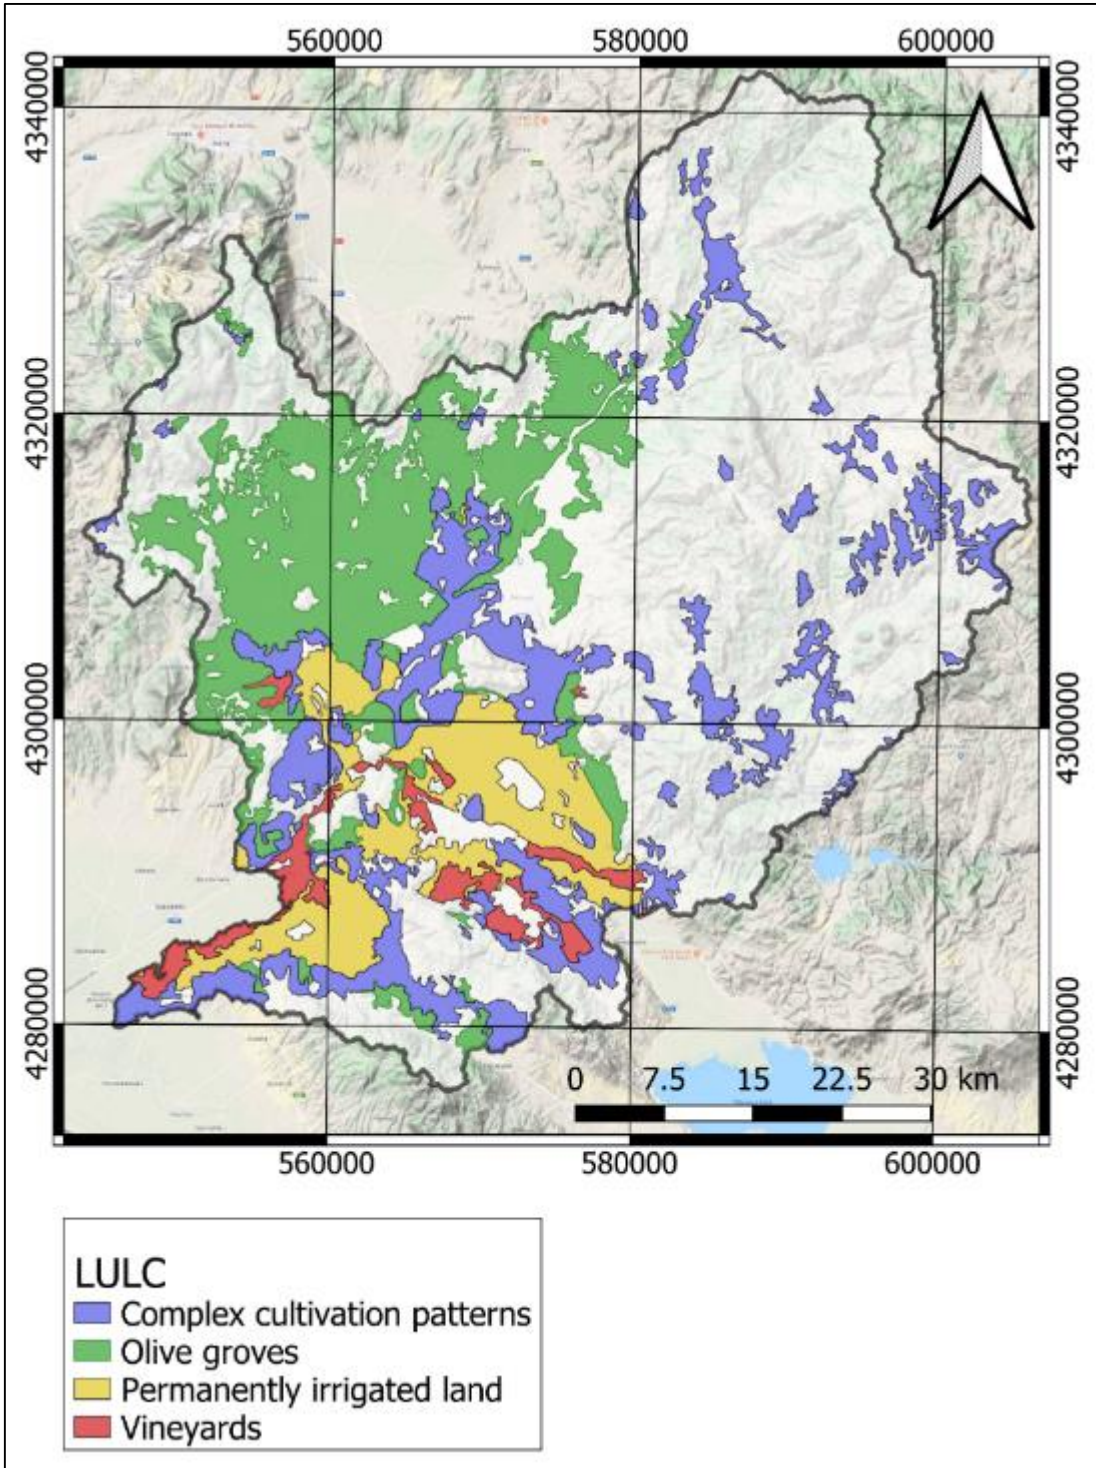 560000 580000 600000
4340000 4340000
4320000 4320000
4300000 4300000
4280000 4280000
0 7.5 15 22.5 30 km
560000 580000 600000
LULC
Complex cultivation patterns
Olive groves
Permanently irrigated land
Vineyards